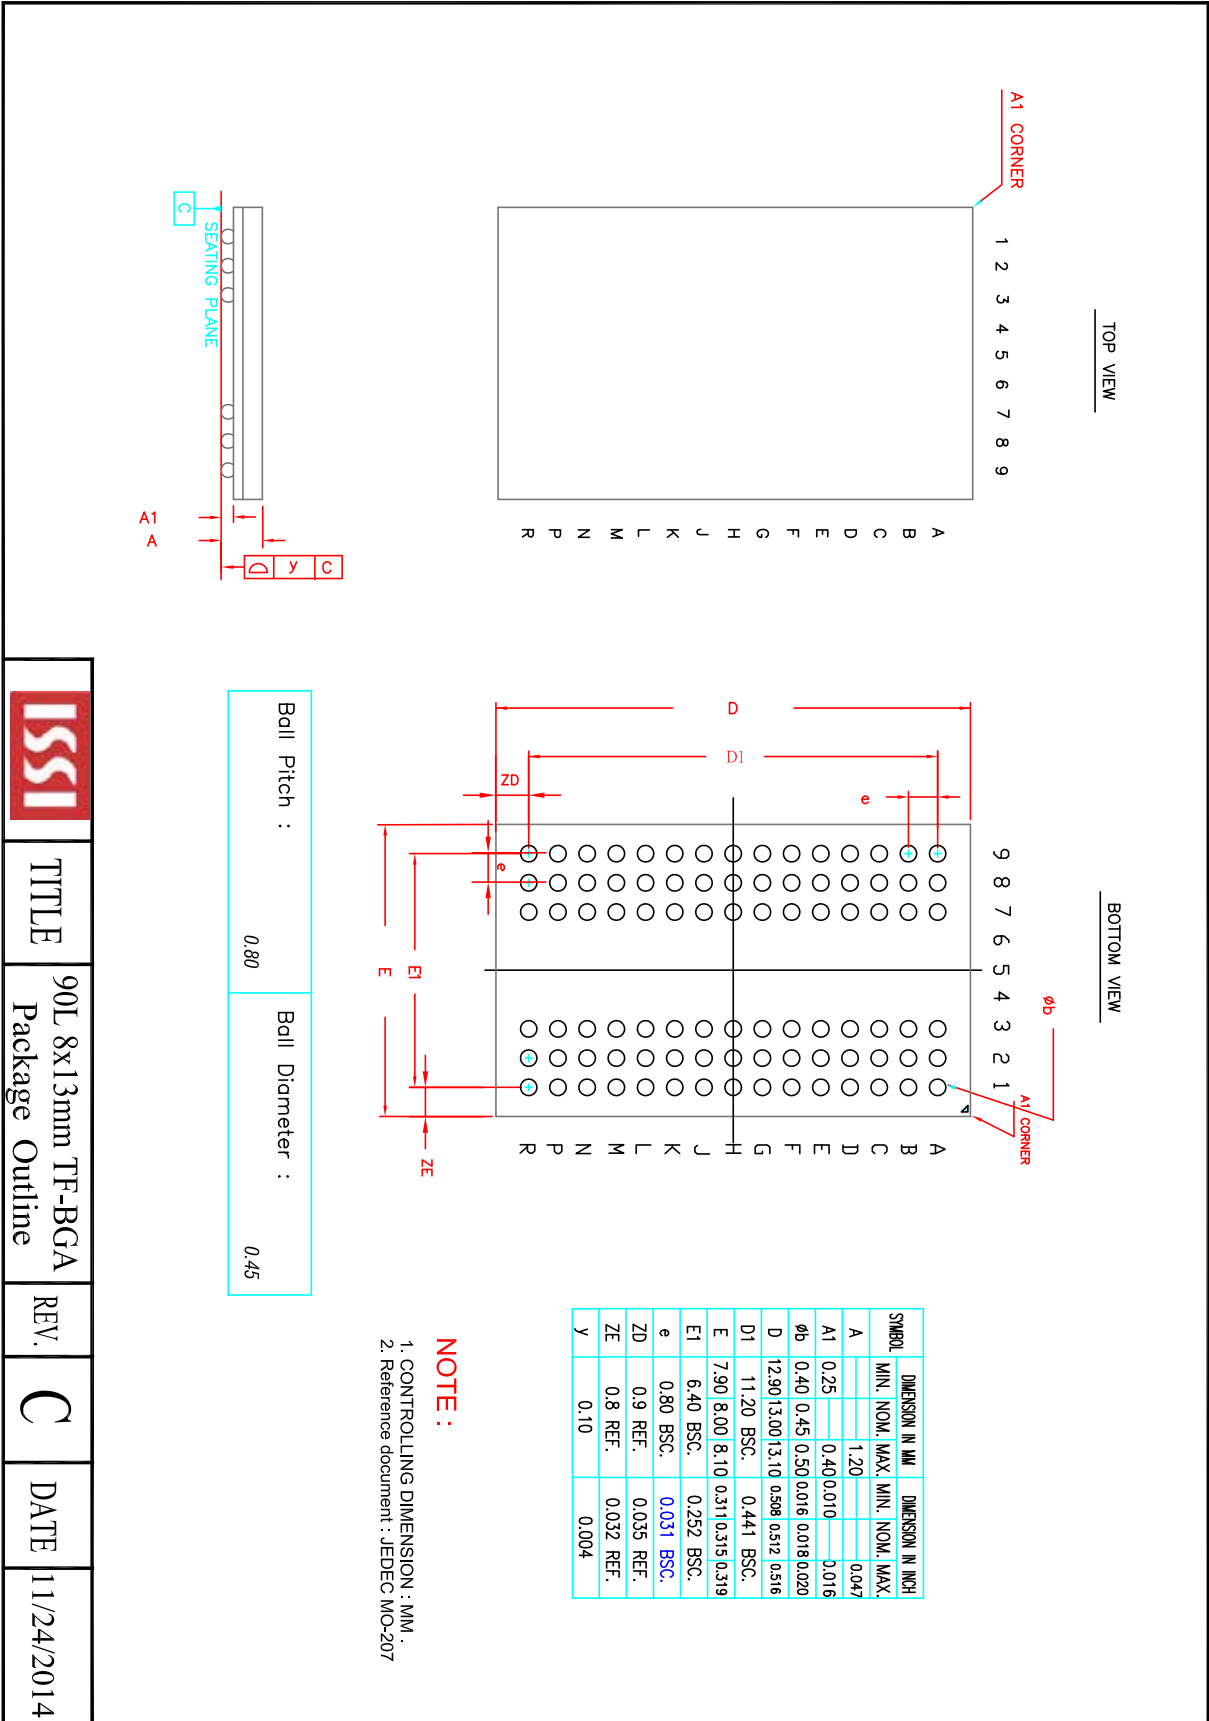 TOP VIEW
A1 CORNER
1 2 3 4 5 6 7 8 9
A
B
C
D
E
F
G
H
J
K
L
M
N
P
R
C
SEATING PLANE
A1
A
y C
BOTTOM VIEW
Øb
A1 CORNER
9 8 7 6 5 4 3 2 1
A
B
C
D
E
F
G
H
J
K
L
M
N
P
R
D
D1
ZD
e
e
E1
E
ZE
SYMBOL DIMENSION IN MM DIMENSION IN INCH
MIN. NOM. MAX. MIN. NOM. MAX.
A 1.20 0.047
A1 0.25 0.40 0.010 0.016
Øb 0.40 0.45 0.50 0.016 0.018 0.020
D 12.90 13.00 13.10 0.508 0.512 0.516
D1 11.20 BSC. 0.441 BSC.
E 7.90 8.00 8.10 0.311 0.315 0.319
E1 6.40 BSC. 0.252 BSC.
e 0.80 BSC. 0.031 BSC.
ZD 0.9 REF. 0.035 REF.
ZE 0.8 REF. 0.032 REF.
y 0.10 0.004
NOTE :
1. CONTROLLING DIMENSION : MM .
2. Reference document : JEDEC MO-207
Ball Pitch : 0.80
Ball Diameter : 0.45
ISSI
TITLE
90L 8x13mm TF-BGA
Package Outline
REV.
C
DATE
11/24/2014